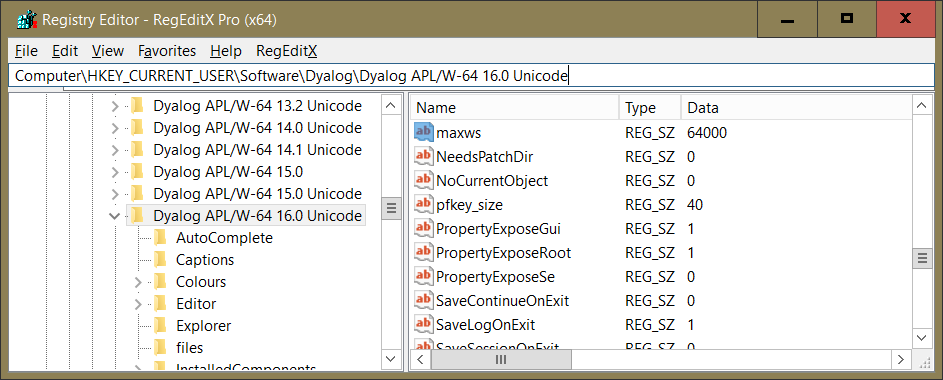 Registry Editor - RegEditX Pro (x64)
File Edit View Favorites Help RegEditX
Computer\HKEY_CURRENT_USER\Software\Dyalog\Dyalog APL/W-64 16.0 Unicode
Dyalog APL/W-64 13.2 Unicode
Dyalog APL/W-64 14.0 Unicode
Dyalog APL/W-64 14.1 Unicode
Dyalog APL/W-64 15.0
Dyalog APL/W-64 15.0 Unicode
Dyalog APL/W-64 16.0 Unicode
AutoComplete
Captions
Colours
Editor
Explorer
files
InstalledComponents
Name Type Data
maxws REG_SZ 64000
NeedsPatchDir REG_SZ 0
NoCurrentObject REG_SZ 0
pfkey_size REG_SZ 40
PropertyExposeGui REG_SZ 1
PropertyExposeRoot REG_SZ 1
PropertyExposeSe REG_SZ 0
SaveContinueOnExit REG_SZ 0
SaveLogOnExit REG_SZ 1
SaveSessionOnExit REG_SZ 0